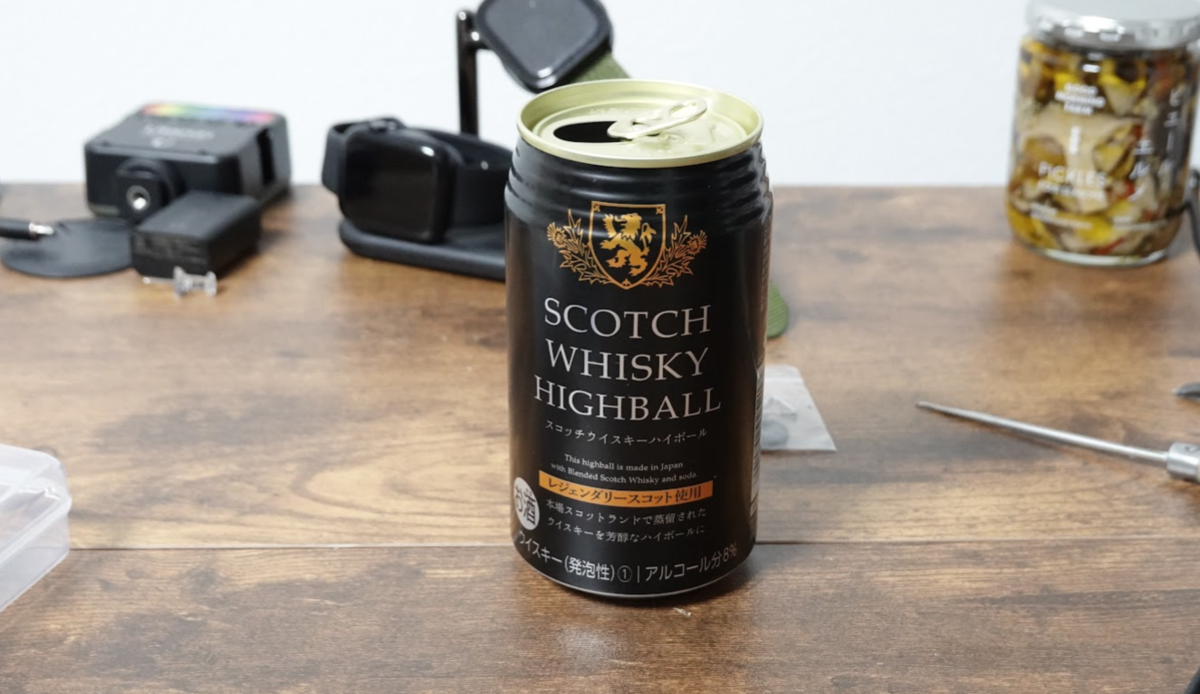 SCOTCH
WHISKY
HIGHBALL
スコッチウイスキーハイボール
This highball is made in Japan
with Blended Scotch Whisky and soda.
レジェンダリースコット使用
お酒
本場スコットランドで蒸留された
ウイスキーを芳醇なハイボールに
ウイスキー(発泡性)①|アルコール分8%
PICKLES